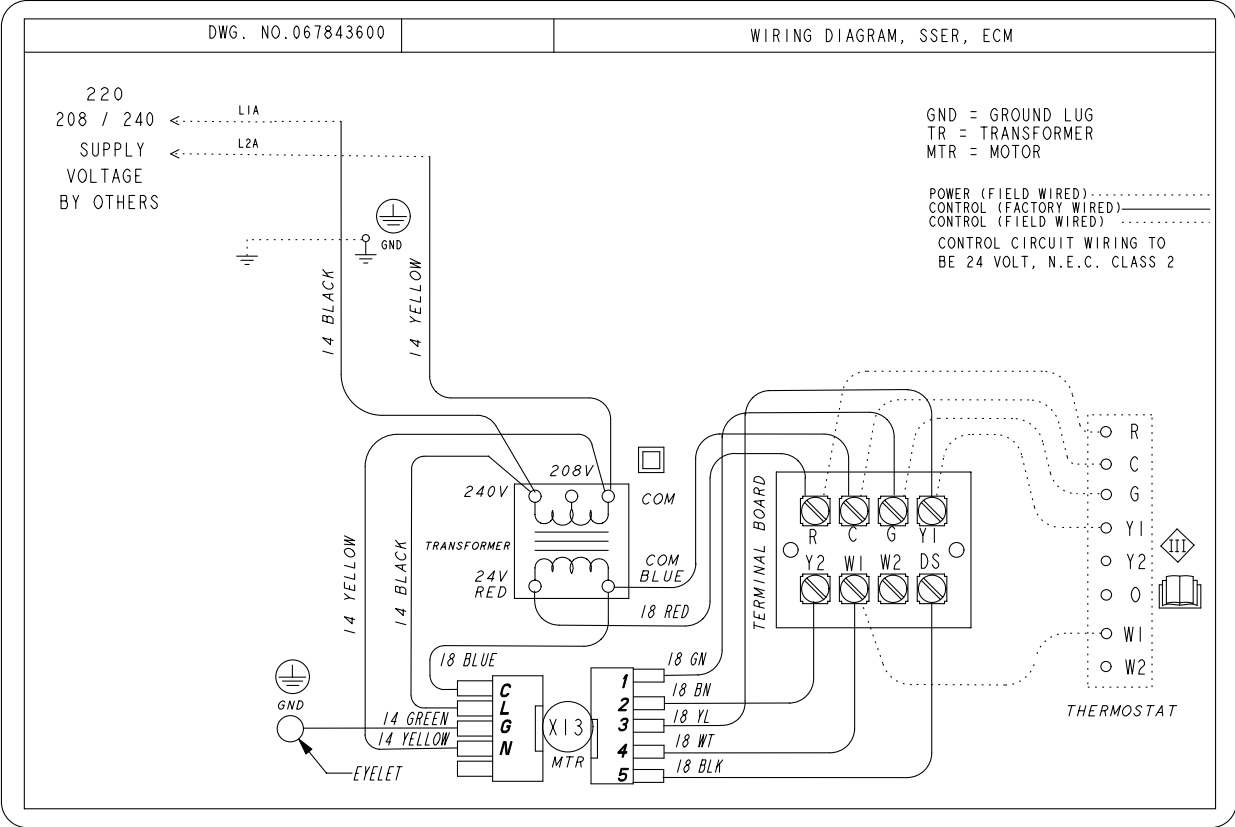 DWG. NO.067843600
WIRING DIAGRAM, SSER, ECM
220
208 / 240
SUPPLY
VOLTAGE
BY OTHERS
L1A
L2A
GND
14 BLACK
14 YELLOW
GND = GROUND LUG
TR = TRANSFORMER
MTR = MOTOR
POWER (FIELD WIRED)
CONTROL (FACTORY WIRED)
CONTROL (FIELD WIRED)
CONTROL CIRCUIT WIRING TO
BE 24 VOLT, N.E.C. CLASS 2
14 YELLOW
14 BLACK
240V
208V
COM
TRANSFORMER
24V
RED
COM
BLUE
18 RED
TERMINAL BOARD
R C G Y1
Y2 W1 W2 DS
R
C
G
Y1
Y2
O
W1
W2
III
THERMOSTAT
18 BLUE
14 GREEN
14 YELLOW
GND
EYELET
C
L
G
N
X13
MTR
1
2
3
4
5
18 GN
18 BN
18 YL
18 WT
18 BLK